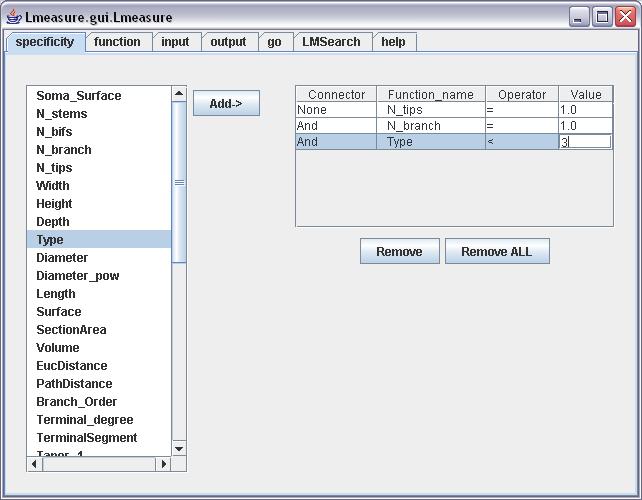 Lmeasure.gui.Lmeasure
specificity function input output go LMSearch help
Soma_Surface
N_stems
N_bifs
N_branch
N_tips
Width
Height
Depth
Type
Diameter
Diameter_pow
Length
Surface
SectionArea
Volume
EucDistance
PathDistance
Branch_Order
Terminal_degree
TerminalSegment
Taper_1
Add->
Connector Function_name Operator Value
None N_tips = 1.0
And N_branch = 1.0
And Type < 3
Remove Remove ALL